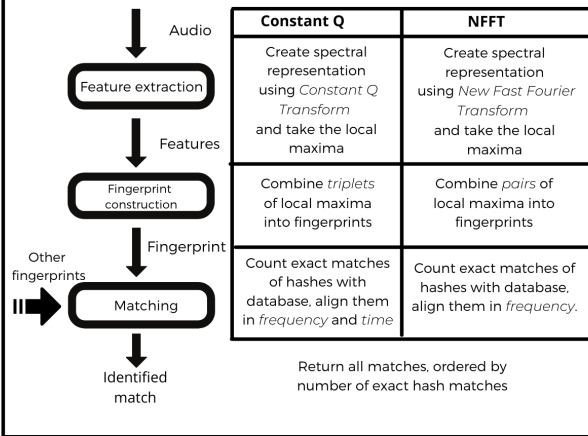 Audio
Feature extraction
Features
Fingerprint
construction
Fingerprint
Other
fingerprints
Matching
Identified
match
Constant Q
NFFT
Create spectral
representation
using Constant Q
Transform
and take the local
maxima
Create spectral
representation
using New Fast Fourier
Transform
and take the local
maxima
Combine triplets
of local maxima
into fingerprints
Combine pairs of
local maxima into
fingerprints
Count exact matches
of hashes with
database, align them
in frequency and time
Count exact matches of
hashes with database,
align them in frequency.
Return all matches, ordered by
number of exact hash matches